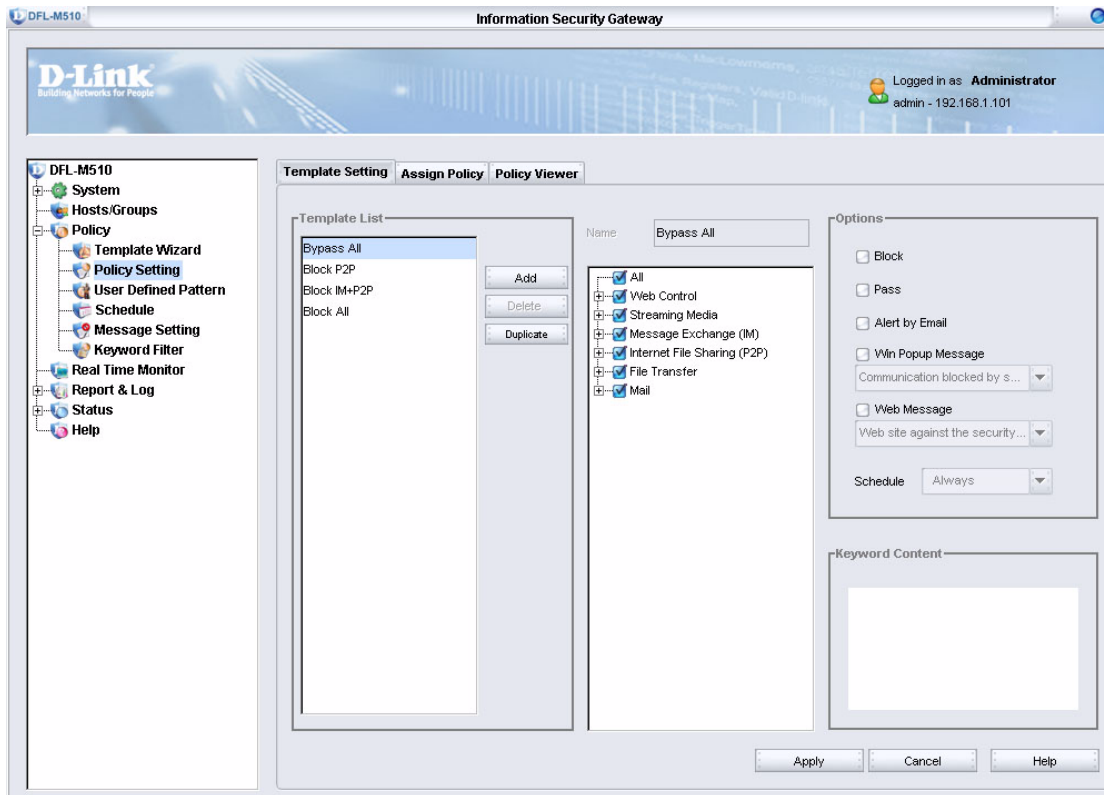 DFL-M510
Information Security Gateway
D-Link
Building Networks for People
Logged in as Administrator
admin - 192.168.1.101
DFL-M510
System
Hosts/Groups
Policy
Template Wizard
Policy Setting
User Defined Pattern
Schedule
Message Setting
Keyword Filter
Real Time Monitor
Report & Log
Status
Help
Template Setting
Assign Policy
Policy Viewer
Template List
Bypass All
Block P2P
Block IM+P2P
Block All
Add
Delete
Duplicate
Name
Bypass All
All
Web Control
Streaming Media
Message Exchange (IM)
Internet File Sharing (P2P)
File Transfer
Mail
Options
Block
Pass
Alert by Email
Win Popup Message
Communication blocked by s...
Web Message
Web site against the security...
Schedule
Always
Keyword Content
Apply
Cancel
Help